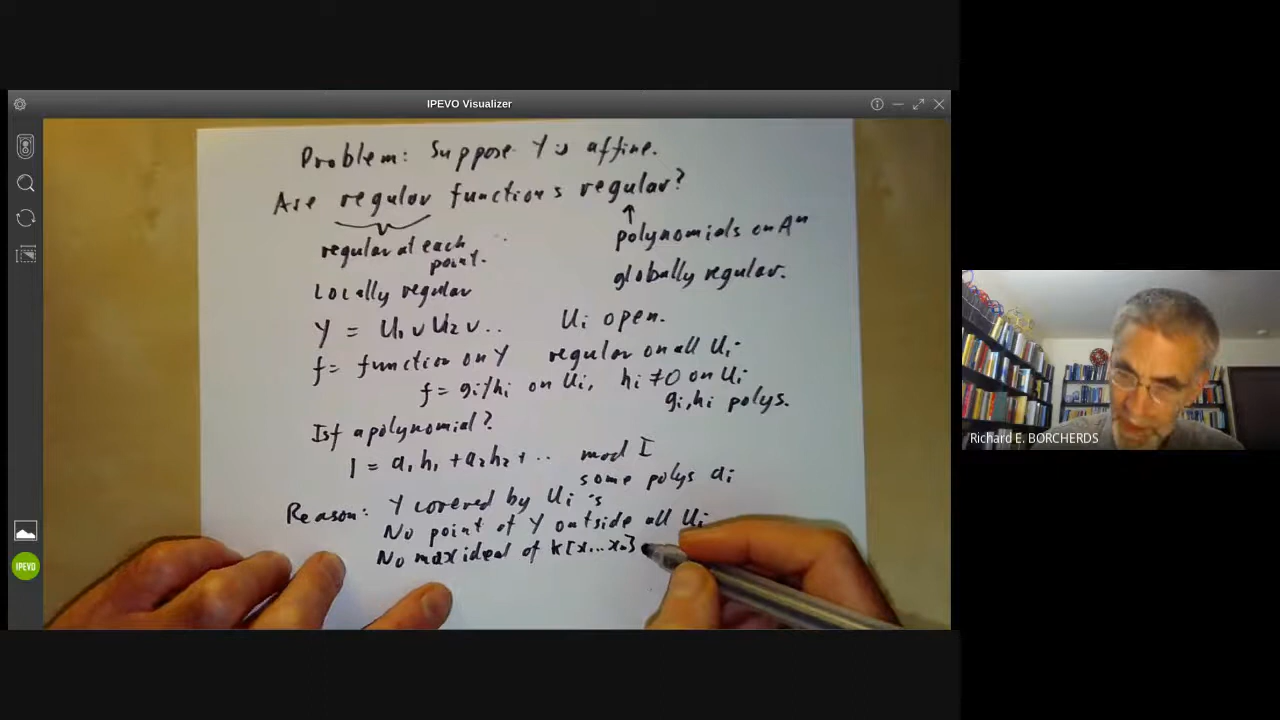 IPEVO Visualizer
Problem: Suppose Y is affine.
Are regular functions regular?
regular at each point.
polynomials on Aⁿ
globally regular.
Locally regular
Y = U₁ ∪ U₂ ∪ .. Uᵢ open.
f = function on Y regular on all Uᵢ
f = gᵢ/hᵢ on Uᵢ, hᵢ ≠ 0 on Uᵢ
gᵢ, hᵢ polys.
Is f a polynomial?
1 = a₁h₁ + a₂h₂ + .. mod I
some polys aᵢ
Reason: Y covered by Uᵢ's
No point of Y outside all Uᵢ
No max ideal of k[x₁...xₙ]
Richard E. BORCHERDS
IPEVO